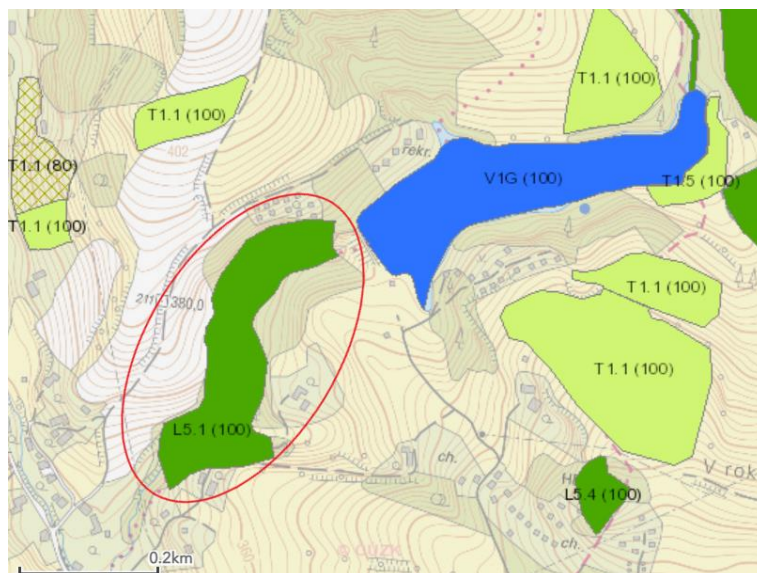 T1.1 (100)
T1.1 (100)
402
rekr.
T1.1 (80)
V1G (100)
T1.5 (100)
T1.1 (100)
T1.1 (100)
380,0
T1.1 (100)
L5.1 (100)
ch.
V rok
L5.4 (100)
ch.
360
© ČÚZK
0.2km